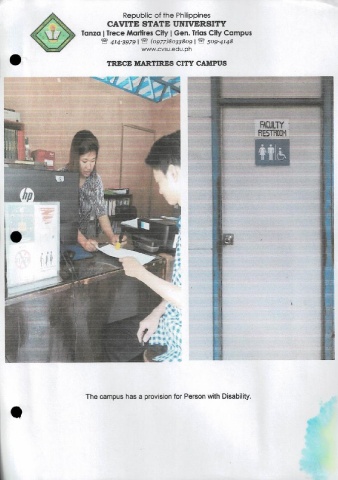 Republic of the Philippines
CAVITE STATE UNIVERSITY
Tanza | Trece Martires City | Gen. Trias City Campus
☏ 414-3979 | ☏ (0977)8033809 | ☏ 509-4148
www.cvsu.edu.ph
TRECE MARTIRES CITY CAMPUS
hp
FACULTY
RESTROOM
The campus has a provision for Person with Disability.